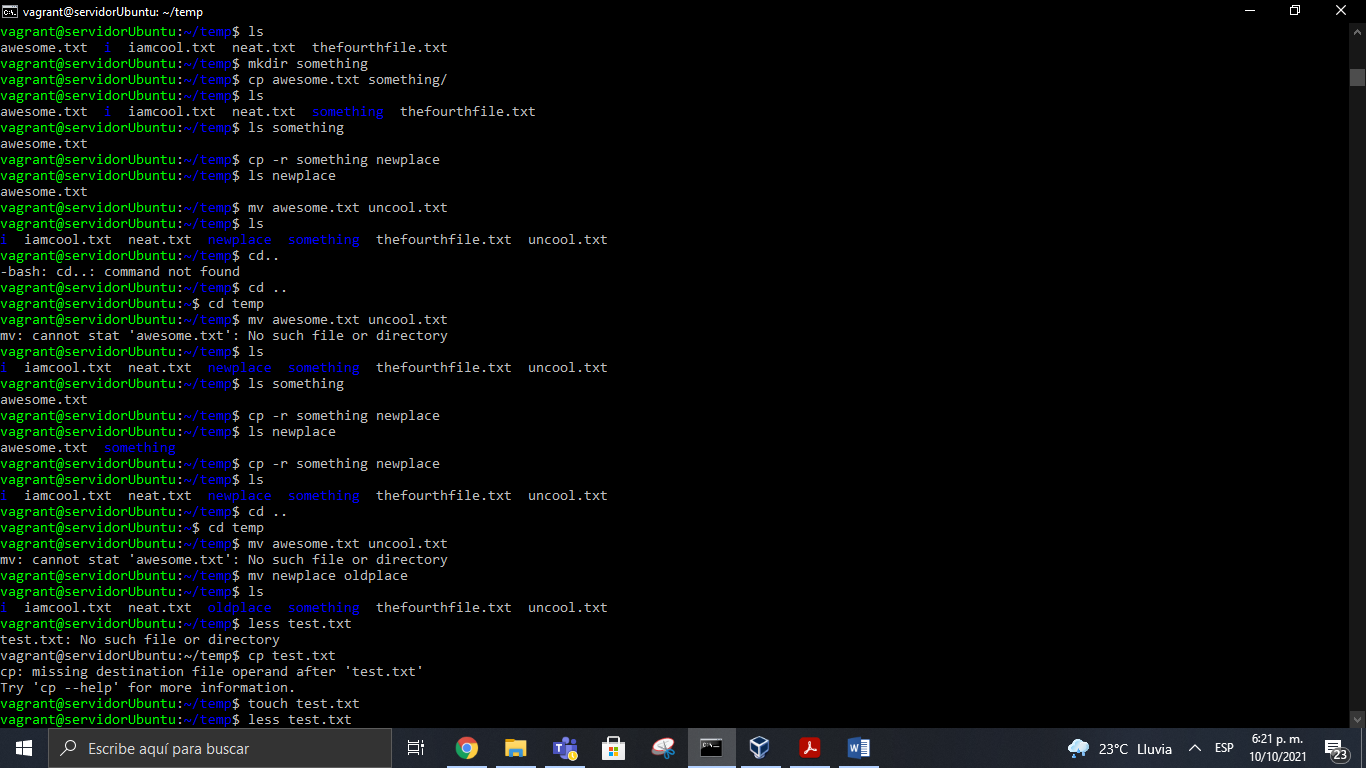 vagrant@servidorUbuntu: ~/temp
vagrant@servidorUbuntu:~/temp$ ls
awesome.txt  i  iamcool.txt  neat.txt  thefourthfile.txt
vagrant@servidorUbuntu:~/temp$ mkdir something
vagrant@servidorUbuntu:~/temp$ cp awesome.txt something/
vagrant@servidorUbuntu:~/temp$ ls
awesome.txt  i  iamcool.txt  neat.txt  something  thefourthfile.txt
vagrant@servidorUbuntu:~/temp$ ls something
awesome.txt
vagrant@servidorUbuntu:~/temp$ cp -r something newplace
vagrant@servidorUbuntu:~/temp$ ls newplace
awesome.txt
vagrant@servidorUbuntu:~/temp$ mv awesome.txt uncool.txt
vagrant@servidorUbuntu:~/temp$ ls
i  iamcool.txt  neat.txt  newplace  something  thefourthfile.txt  uncool.txt
vagrant@servidorUbuntu:~/temp$ cd..
-bash: cd..: command not found
vagrant@servidorUbuntu:~/temp$ cd ..
vagrant@servidorUbuntu:~$ cd temp
vagrant@servidorUbuntu:~/temp$ mv awesome.txt uncool.txt
mv: cannot stat 'awesome.txt': No such file or directory
vagrant@servidorUbuntu:~/temp$ ls
i  iamcool.txt  neat.txt  newplace  something  thefourthfile.txt  uncool.txt
vagrant@servidorUbuntu:~/temp$ ls something
awesome.txt
vagrant@servidorUbuntu:~/temp$ cp -r something newplace
vagrant@servidorUbuntu:~/temp$ ls newplace
awesome.txt  something
vagrant@servidorUbuntu:~/temp$ cp -r something newplace
vagrant@servidorUbuntu:~/temp$ ls
i  iamcool.txt  neat.txt  newplace  something  thefourthfile.txt  uncool.txt
vagrant@servidorUbuntu:~/temp$ cd ..
vagrant@servidorUbuntu:~$ cd temp
vagrant@servidorUbuntu:~/temp$ mv awesome.txt uncool.txt
mv: cannot stat 'awesome.txt': No such file or directory
vagrant@servidorUbuntu:~/temp$ mv newplace oldplace
vagrant@servidorUbuntu:~/temp$ ls
i  iamcool.txt  neat.txt  oldplace  something  thefourthfile.txt  uncool.txt
vagrant@servidorUbuntu:~/temp$ less test.txt
test.txt: No such file or directory
vagrant@servidorUbuntu:~/temp$ cp test.txt
cp: missing destination file operand after 'test.txt'
Try 'cp --help' for more information.
vagrant@servidorUbuntu:~/temp$ touch test.txt
vagrant@servidorUbuntu:~/temp$ less test.txt
Escribe aquí para buscar
23°C Lluvia
ESP
6:21 p. m.
10/10/2021
23